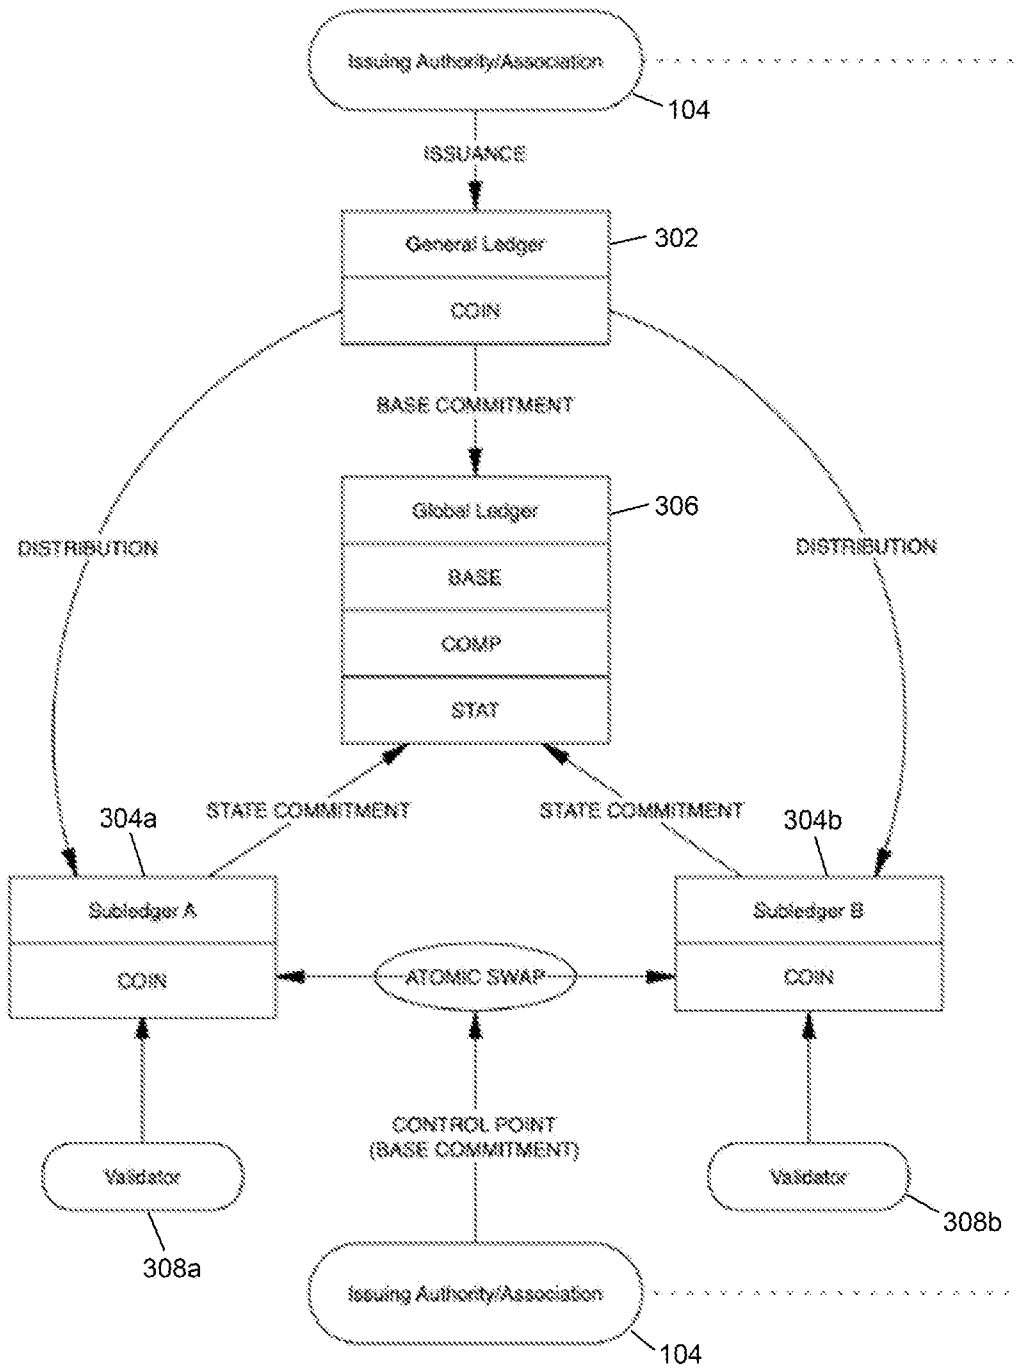 Issuing Authority/Association
104
ISSUANCE
General Ledger
302
COIN
BASE COMMITMENT
Global Ledger
306
DISTRIBUTION
DISTRIBUTION
BASE
COMP
STAT
304a
STATE COMMITMENT
STATE COMMITMENT
304b
Subledger A
Subledger B
COIN
ATOMIC SWAP
COIN
CONTROL POINT
(BASE COMMITMENT)
Validator
Validator
308a
308b
Issuing Authority/Association
104